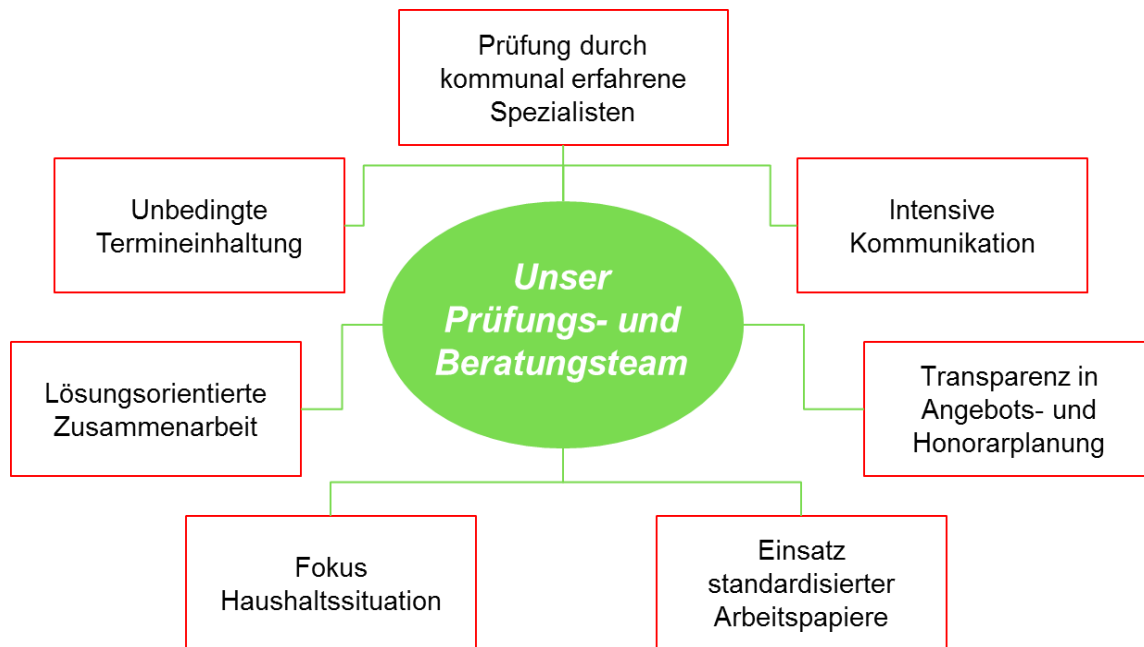 Prüfung durch
kommunal erfahrene
Spezialisten
Unbedingte
Termineinhaltung
Intensive
Kommunikation
Unser
Prüfungs- und
Beratungsteam
Lösungsorientierte
Zusammenarbeit
Transparenz in
Angebots- und
Honorarplanung
Fokus
Haushaltssituation
Einsatz
standardisierter
Arbeitspapiere